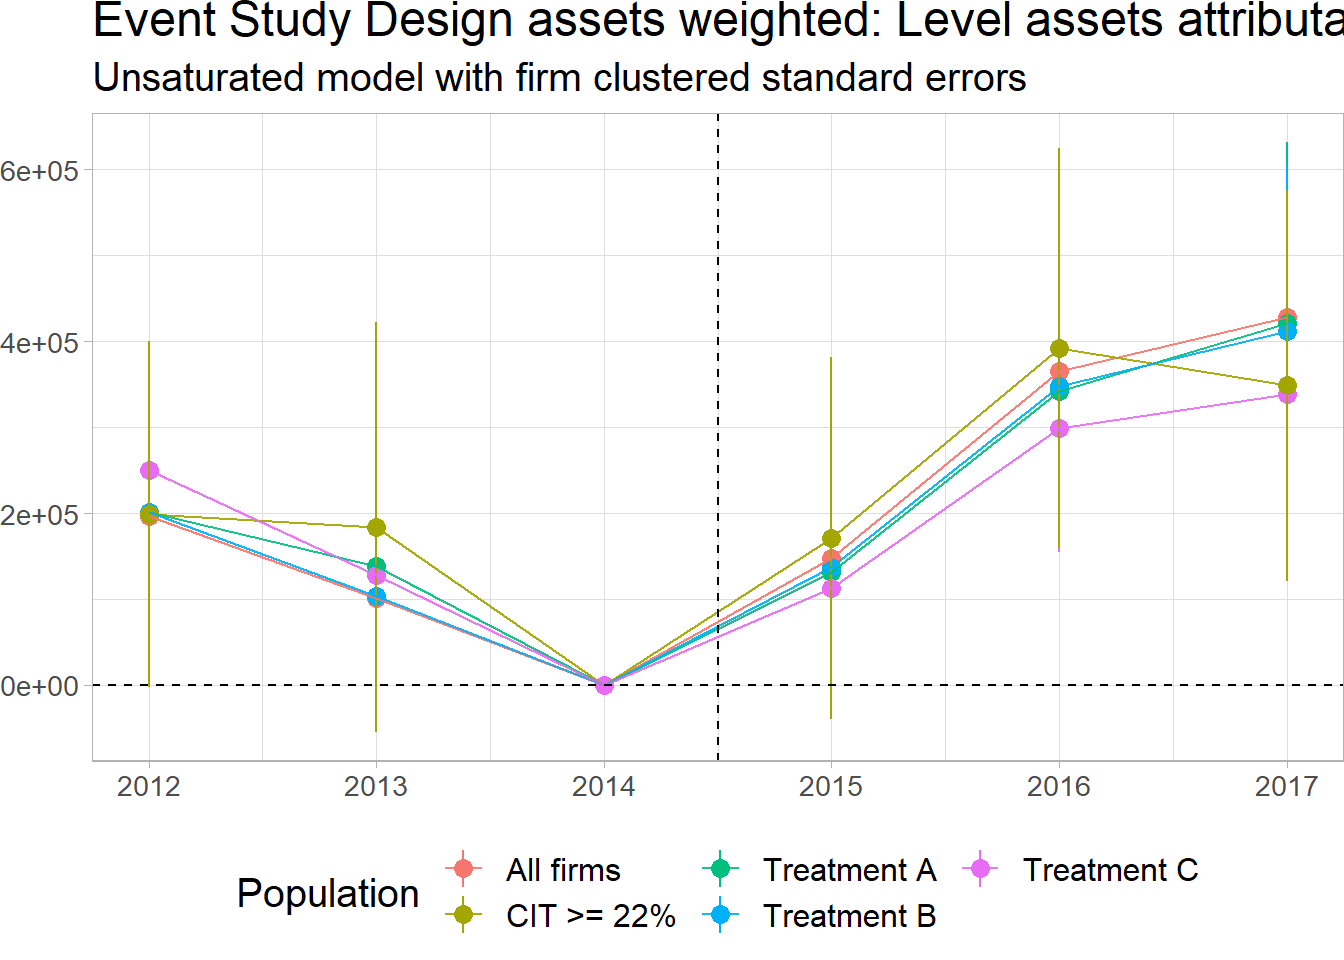 Event Study Design assets weighted: Level assets
Unsaturated model with firm clustered standard errors
6e+05
4e+05
2e+05
0e+00
2012 2013 2014 2015 2016 2017
Population
All firms Treatment A Treatment C
CIT >= 22% Treatment B